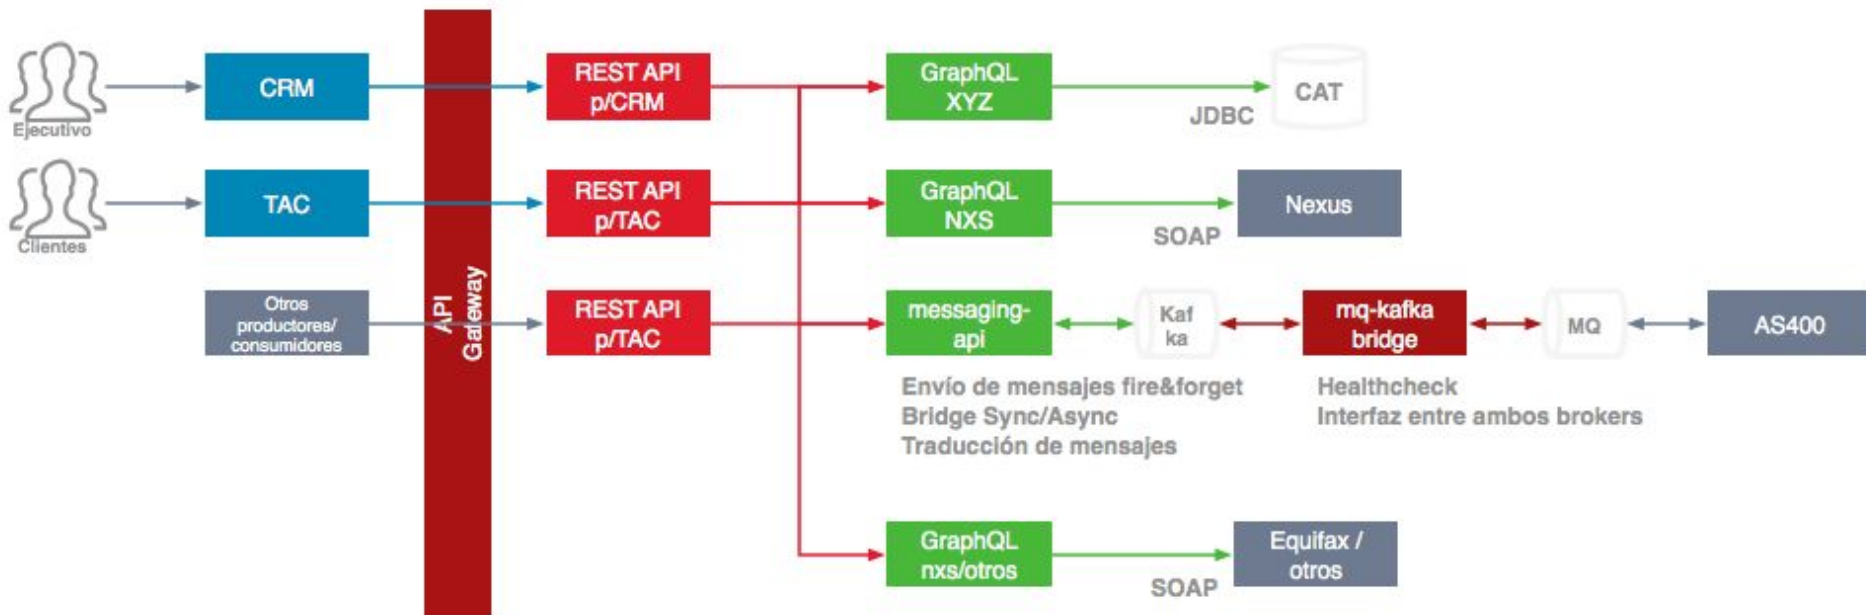 Ejecutivo
CRM
REST API
p/CRM
GraphQL
XYZ
JDBC
CAT
Clientes
TAC
REST API
p/TAC
GraphQL
NXS
SOAP
Nexus
API
Gateway
Otros
productores/
consumidores
REST API
p/TAC
messaging-
api
Kaf
ka
mq-kafka
bridge
MQ
AS400
Envío de mensajes fire&forget
Bridge Sync/Async
Traducción de mensajes
Healthcheck
Interfaz entre ambos brokers
GraphQL
nxs/otros
SOAP
Equifax /
otros